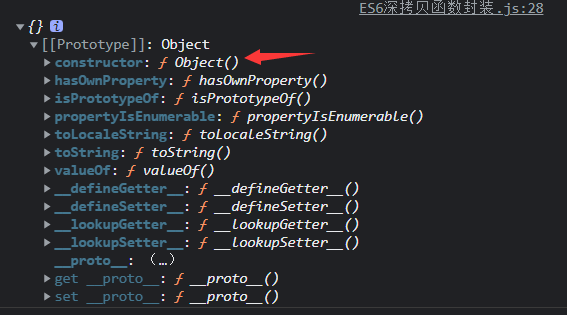 ES6深拷贝函数封装.js:28
▼ {} i
▼ [[Prototype]]: Object
▶ constructor: ƒ Object()
▶ hasOwnProperty: ƒ hasOwnProperty()
▶ isPrototypeOf: ƒ isPrototypeOf()
▶ propertyIsEnumerable: ƒ propertyIsEnumerable()
▶ toLocaleString: ƒ toLocaleString()
▶ toString: ƒ toString()
▶ valueOf: ƒ valueOf()
▶ __defineGetter__: ƒ __defineGetter__()
▶ __defineSetter__: ƒ __defineSetter__()
▶ __lookupGetter__: ƒ __lookupGetter__()
▶ __lookupSetter__: ƒ __lookupSetter__()
__proto__: (…)
▶ get __proto__: ƒ __proto__()
▶ set __proto__: ƒ __proto__()